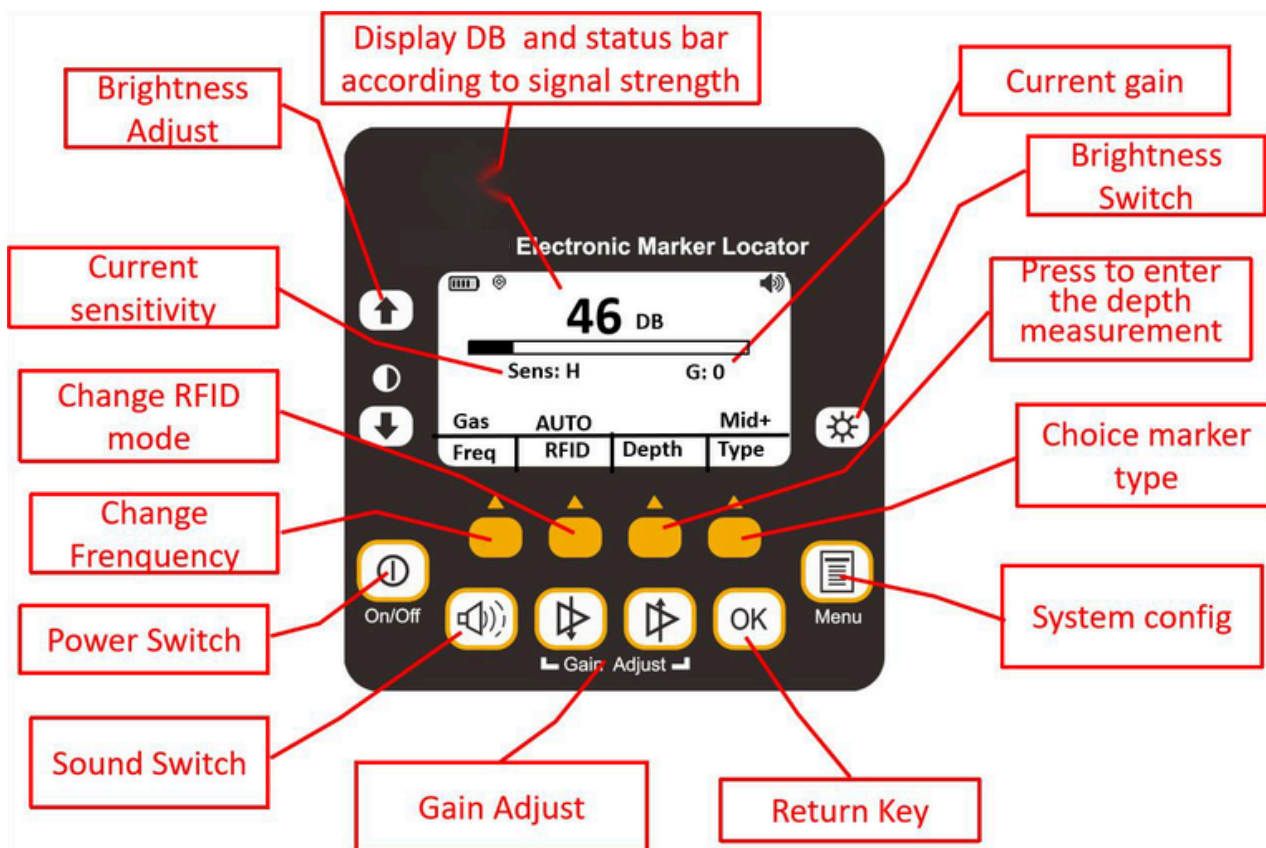 Display DB and status bar
according to signal strength
Brightness
Adjust
Current gain
Brightness
Switch
Electronic Marker Locator
Current
sensitivity
Press to enter
the depth
measurement
46 DB
Sens: H G: 0
Change RFID
mode
Gas AUTO Mid+
Freq RFID Depth Type
Choice marker
type
Change
Frenquency
Power Switch
On/Off
OK
Menu
System config
Gain Adjust
Sound Switch
Gain Adjust
Return Key